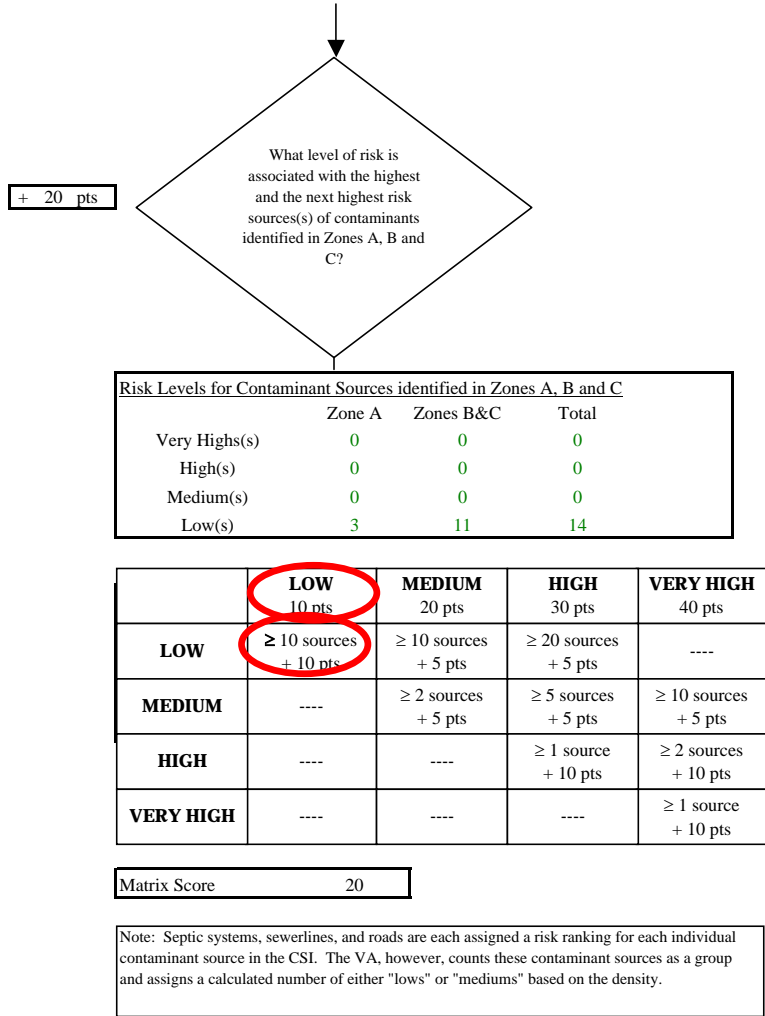 What level of risk is
associated with the highest
and the next highest risk
sources(s) of contaminants
identified in Zones A, B and
C?
+ 20 pts
Risk Levels for Contaminant Sources identified in Zones A, B and C
Zone A Zones B&C Total
Very Highs(s) 0 0 0
High(s) 0 0 0
Medium(s) 0 0 0
Low(s) 3 11 14
LOW MEDIUM HIGH VERY HIGH
10 pts 20 pts 30 pts 40 pts
LOW ≥ 10 sources + 10 pts ≥ 10 sources + 5 pts ≥ 20 sources + 5 pts ----
MEDIUM ---- ≥ 2 sources + 5 pts ≥ 5 sources + 5 pts ≥ 10 sources + 5 pts
HIGH ---- ---- ≥ 1 source + 10 pts ≥ 2 sources + 10 pts
VERY HIGH ---- ---- ---- ≥ 1 source + 10 pts
Matrix Score 20
Note: Septic systems, sewerlines, and roads are each assigned a risk ranking for each individual
contaminant source in the CSI. The VA, however, counts these contaminant sources as a group
and assigns a calculated number of either "lows" or "mediums" based on the density.